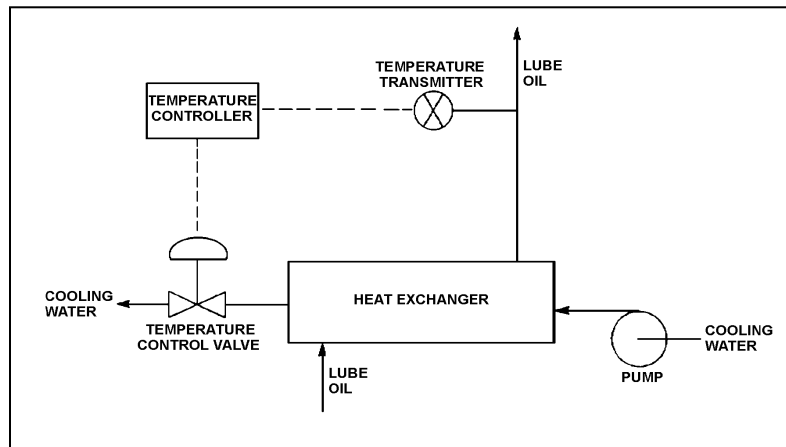 TEMPERATURE
TRANSMITTER
LUBE
OIL
TEMPERATURE
CONTROLLER
HEAT EXCHANGER
COOLING
WATER
TEMPERATURE
CONTROL VALVE
COOLING
WATER
PUMP
LUBE
OIL